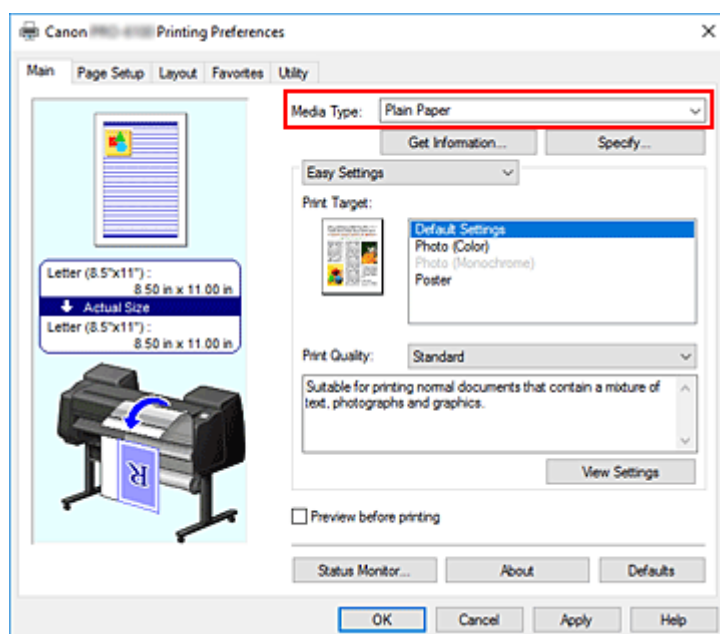 Canon Printing Preferences
Main Page Setup Layout Favorites Utility
Media Type: Plain Paper
Get Information... Specify...
Easy Settings
Print Target:
Default Settings
Photo (Color)
Photo (Monochrome)
Poster
Letter (8.5"x11") :
8.50 in x 11.00 in
Actual Size
Letter (8.5"x11") :
8.50 in x 11.00 in
Print Quality: Standard
Suitable for printing normal documents that contain a mixture of
text, photographs and graphics.
View Settings
R
Preview before printing
Status Monitor... About Defaults
OK Cancel Apply Help